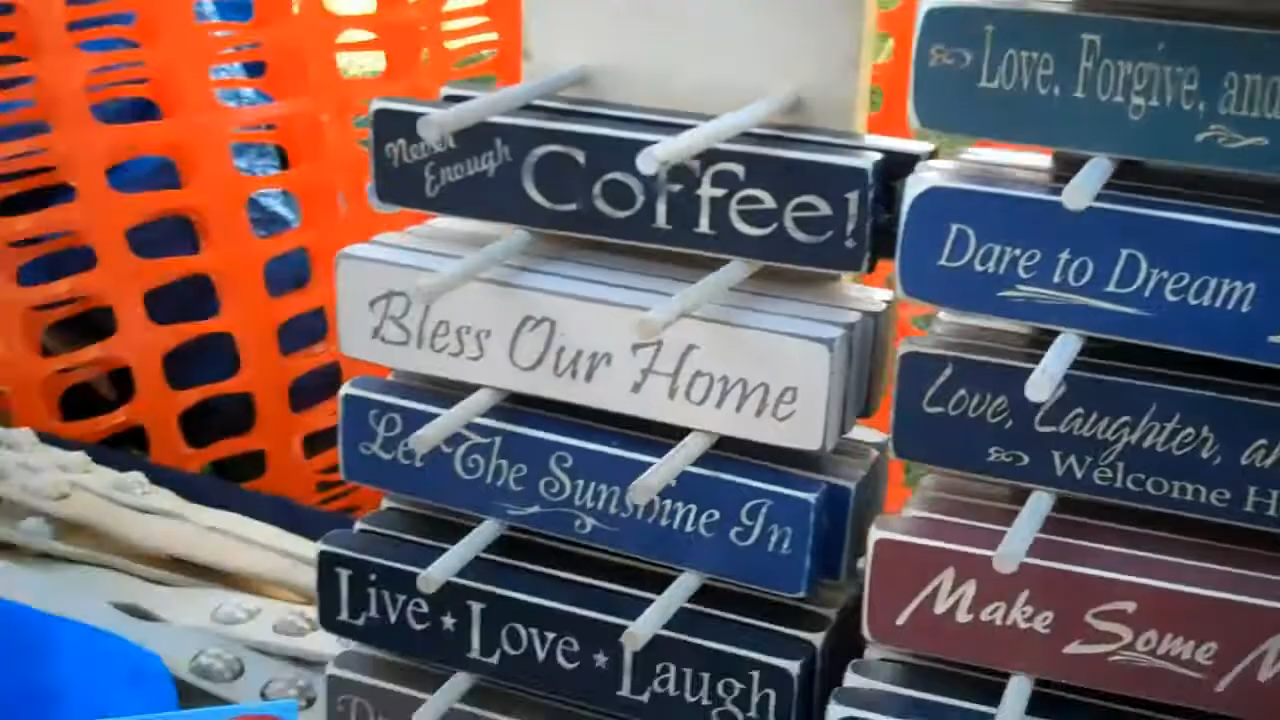 Never
Enough
Coffee!
Bless Our Home
Let The Sunshine In
Live ★ Love ★ Laugh
Love, Forgive, and
Dare to Dream
Love, Laughter,
Welcome
Make Some